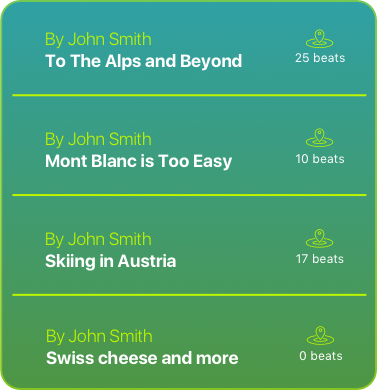 By John Smith
To The Alps and Beyond
25 beats
By John Smith
Mont Blanc is Too Easy
10 beats
By John Smith
Skiing in Austria
17 beats
By John Smith
Swiss cheese and more
0 beats